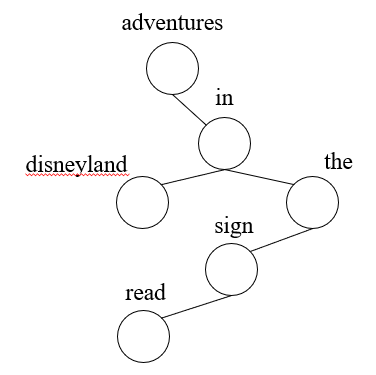 adventures
in
disneyland
the
sign
read